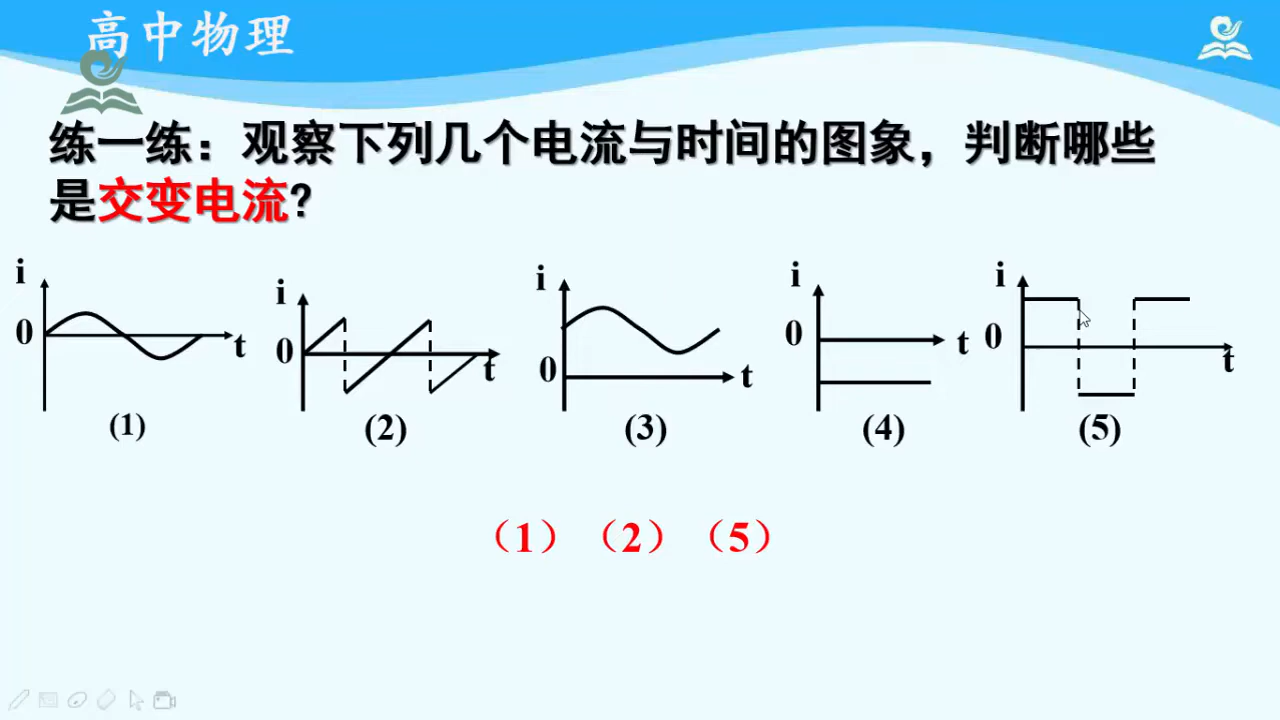 高中物理
练一练：观察下列几个电流与时间的图象，判断哪些
是交变电流?
i
0
t
(1)
i
0
t
(2)
i
0
t
(3)
i
0
t
(4)
i
0
t
(5)
（1）（2）（5）